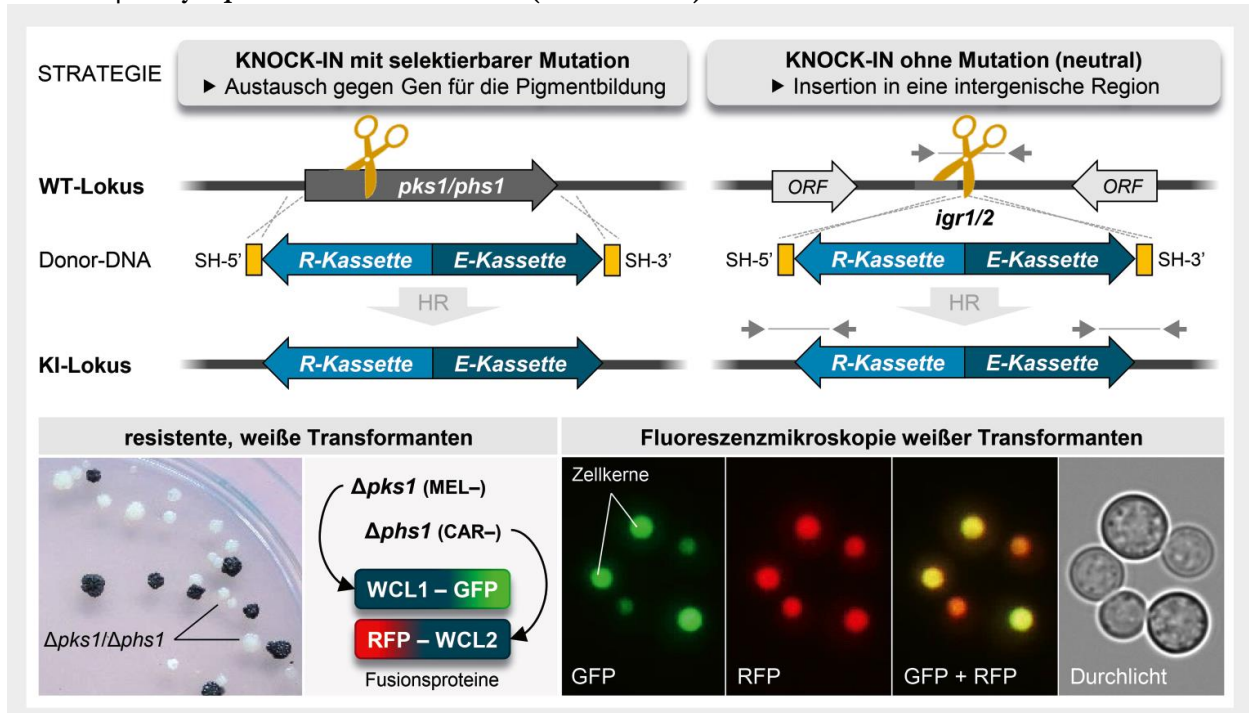 STRATEGIE
KNOCK-IN mit selektierbarer Mutation
▶ Austausch gegen Gen für die Pigmentbildung
KNOCK-IN ohne Mutation (neutral)
▶ Insertion in eine intergenische Region
WT-Lokus
pks1/phs1
ORF
ORF
igr1/2
Donor-DNA
SH-5’
R-Kassette
E-Kassette
SH-3’
SH-5’
R-Kassette
E-Kassette
SH-3’
HR
HR
KI-Lokus
R-Kassette
E-Kassette
R-Kassette
E-Kassette
resistente, weiße Transformanten
Fluoreszenzmikroskopie weißer Transformanten
Δpks1/Δphs1
Δpks1 (MEL–)
Δphs1 (CAR–)
WCL1 – GFP
RFP – WCL2
Fusionsproteine
Zellkerne
GFP
RFP
GFP + RFP
Durchlicht